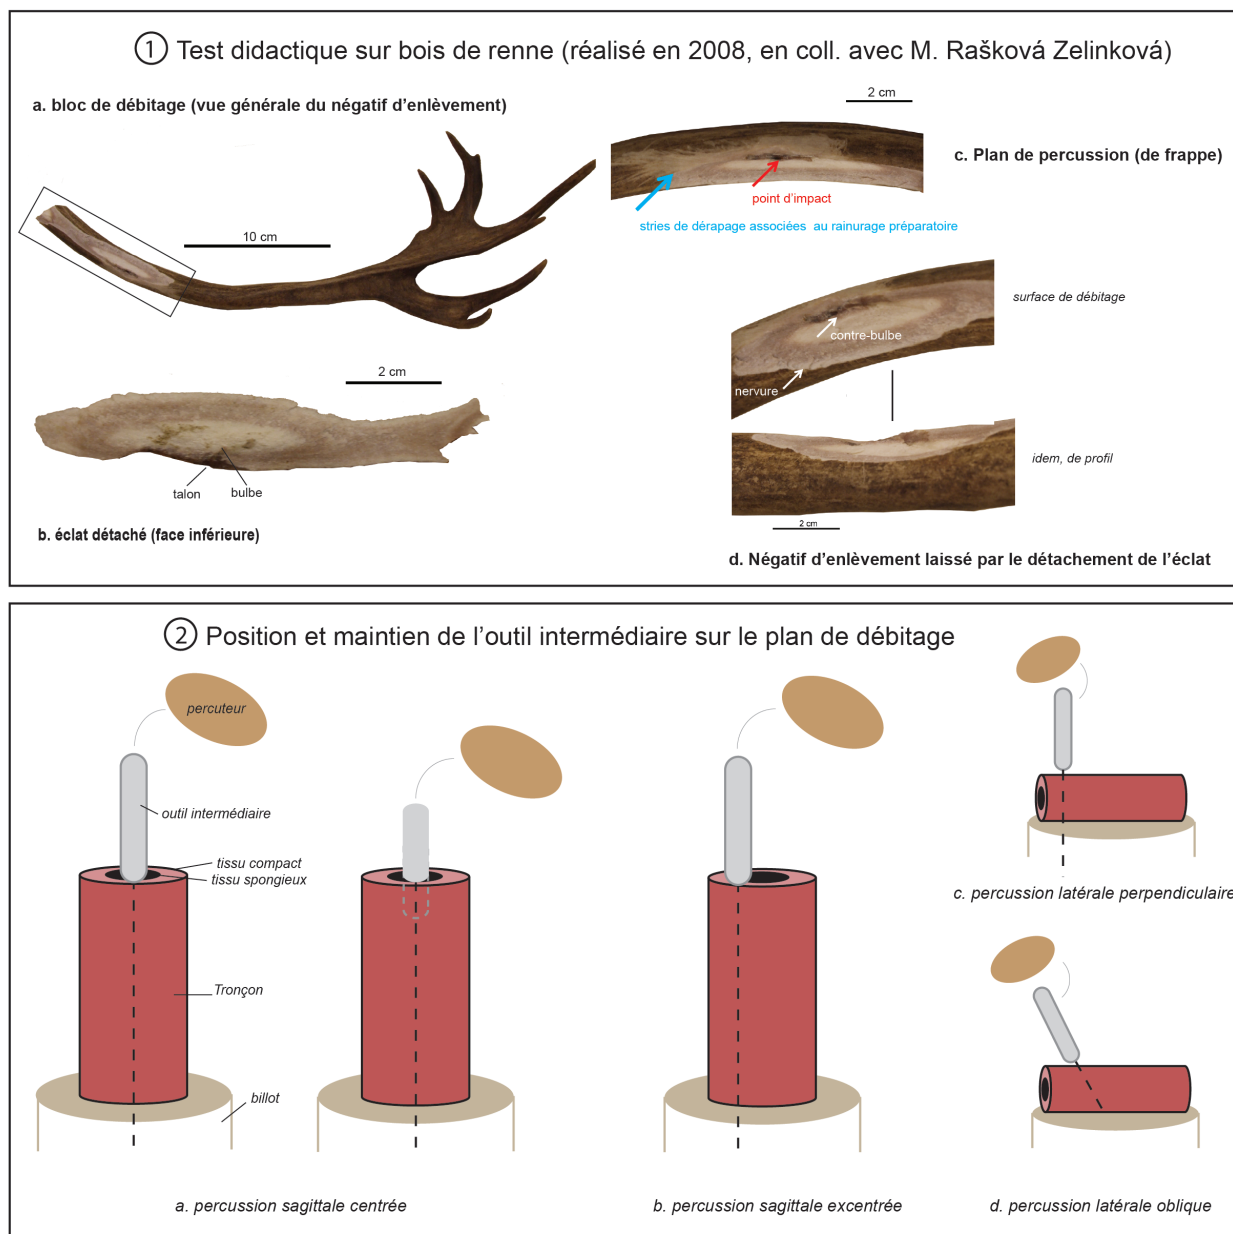 1 Test didactique sur bois de renne (réalisé en 2008, en coll. avec M. Rašková Zelinková)
a. bloc de débitage (vue générale du négatif d'enlèvement)
10 cm
2 cm
c. Plan de percussion (de frappe)
point d'impact
stries de dérapage associées au rainurage préparatoire
surface de débitage
contre-bulbe
nervure
2 cm
talon
bulbe
b. éclat détaché (face inférieure)
idem, de profil
2 cm
d. Négatif d'enlèvement laissé par le détachement de l'éclat
2 Position et maintien de l'outil intermédiaire sur le plan de débitage
percuteur
outil intermédiaire
tissu compact
tissu spongieux
Tronçon
billot
a. percussion sagittale centrée
b. percussion sagittale excentrée
c. percussion latérale perpendiculaire
d. percussion latérale oblique